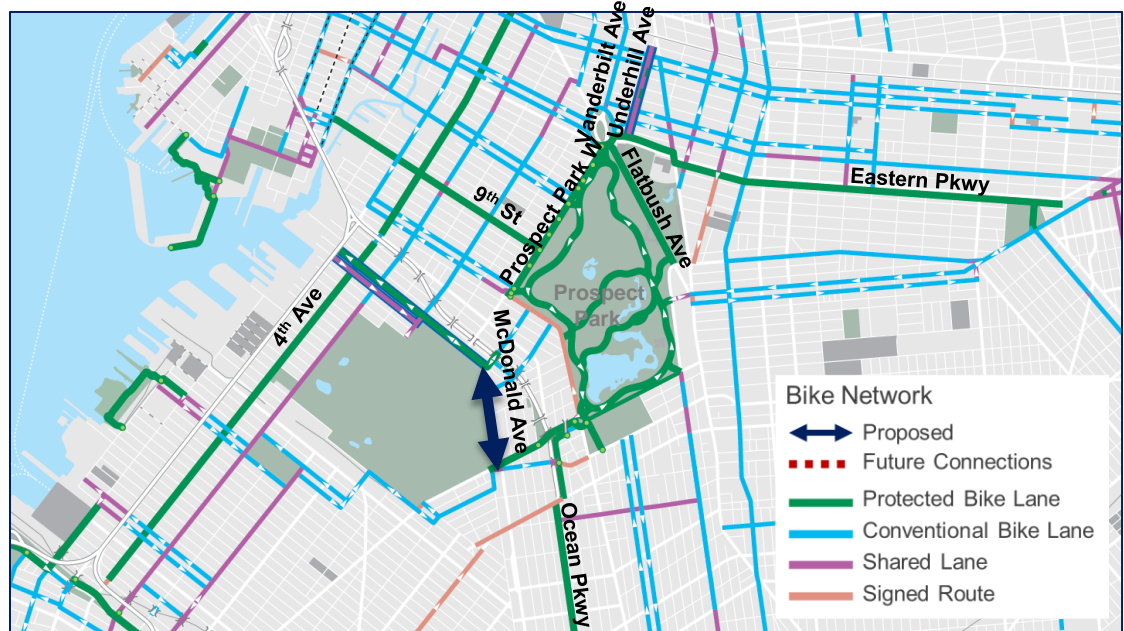 Vanderbilt Ave
Underhill Ave
Prospect Park W
Flatbush Ave
Eastern Pkwy
9th St
Prospect
Park
4th Ave
McDonald Ave
Ocean Pkwy
Bike Network
Proposed
Future Connections
Protected Bike Lane
Conventional Bike Lane
Shared Lane
Signed Route